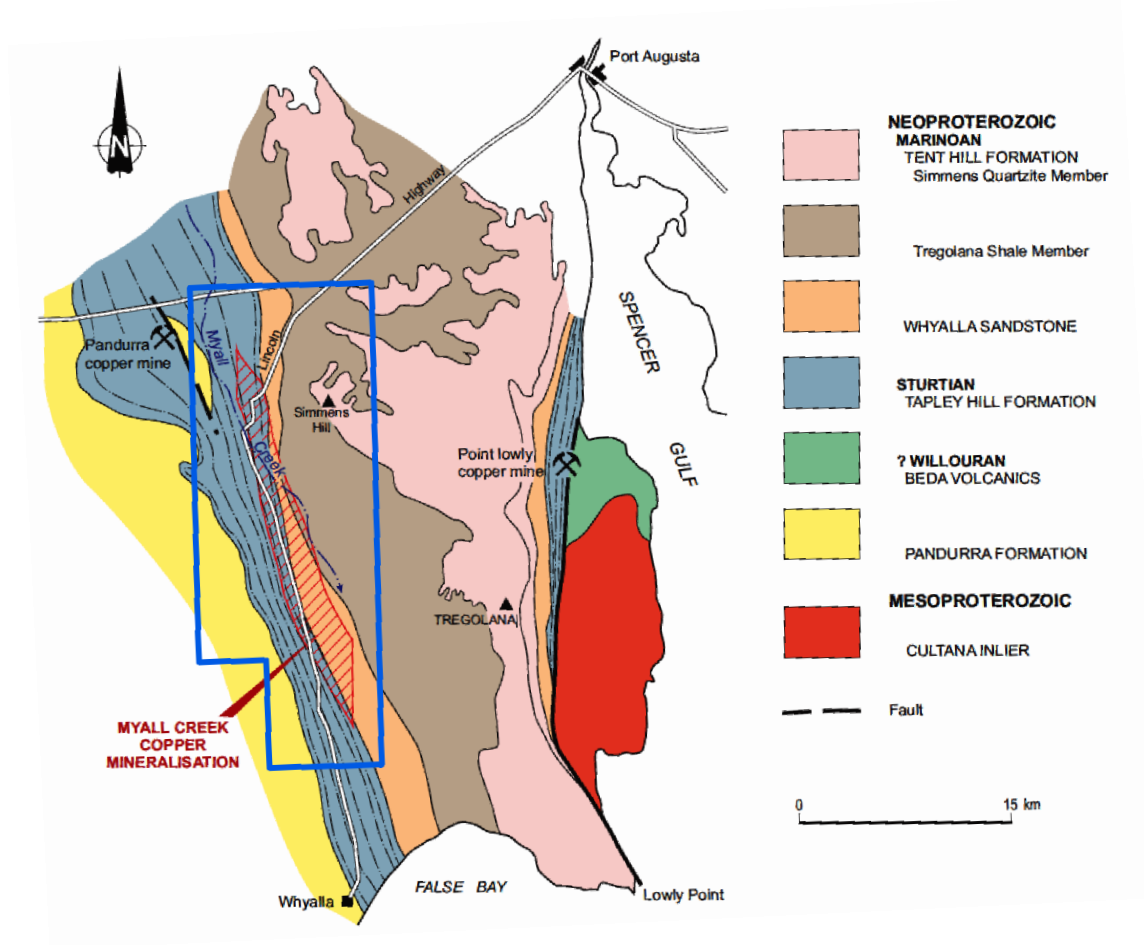 Port Augusta
N
Highway
Myall
Lincoln
Pandurra
copper mine
Simmens
Hill
Creek
Point lowly
copper mine
SPENCER
GULF
TREGOLANA
MYALL CREEK
COPPER
MINERALISATION
Whyalla
FALSE BAY
Lowly Point
NEOPROTEROZOIC
MARINOAN
TENT HILL FORMATION
Simmens Quartzite Member
Tregolana Shale Member
WHYALLA SANDSTONE
STURTIAN
TAPLEY HILL FORMATION
? WILLOURAN
BEDA VOLCANICS
PANDURRA FORMATION
MESOPROTEROZOIC
CULTANA INLIER
Fault
0 15 km